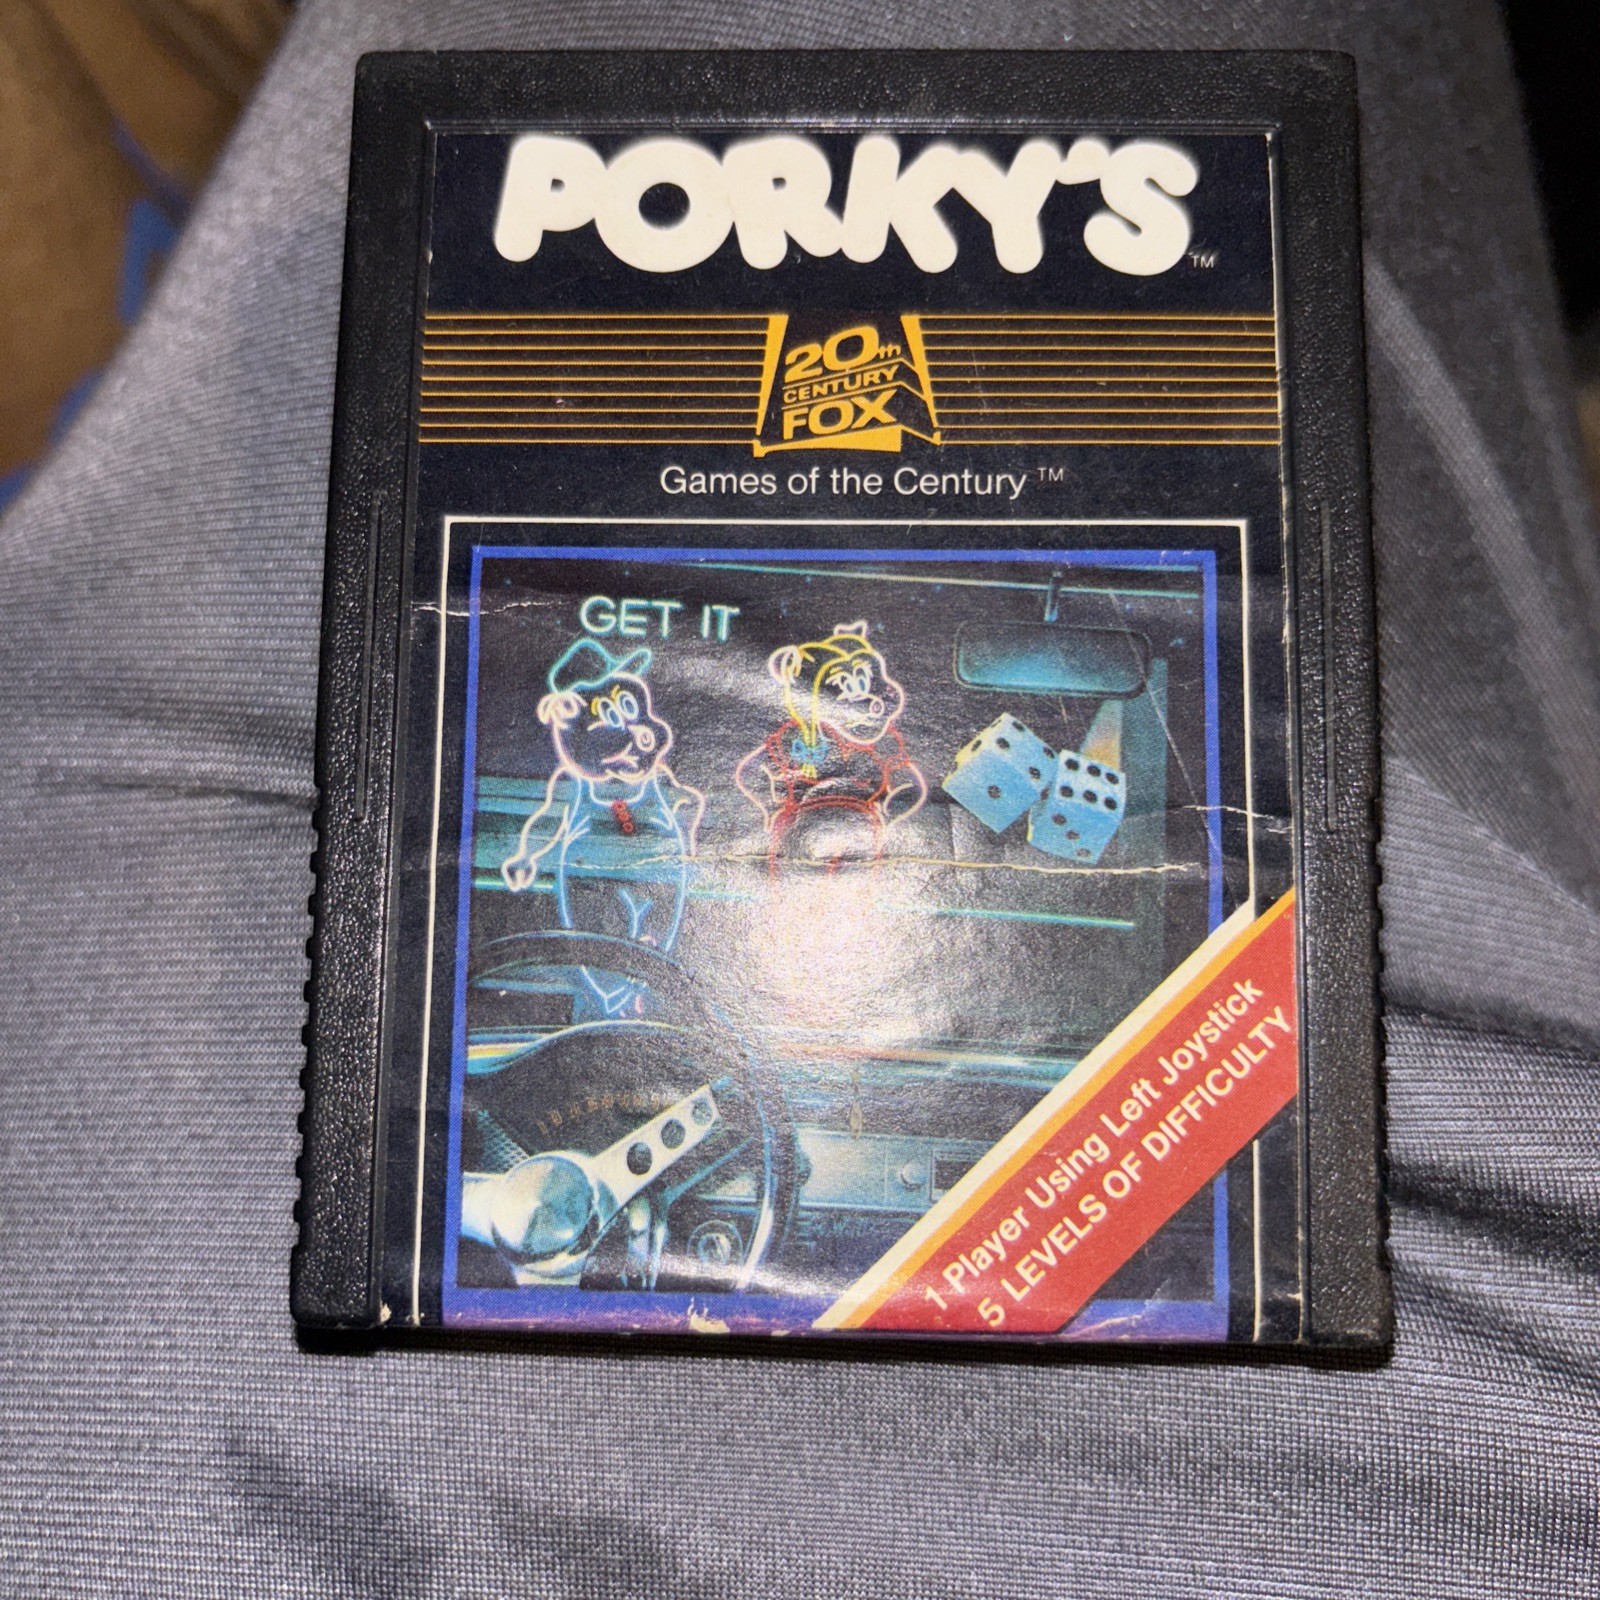 PORKY'S ™
20th
CENTURY
FOX
Games of the Century ™
GET IT
1 Player Using Left Joystick
5 LEVELS OF DIFFICULTY